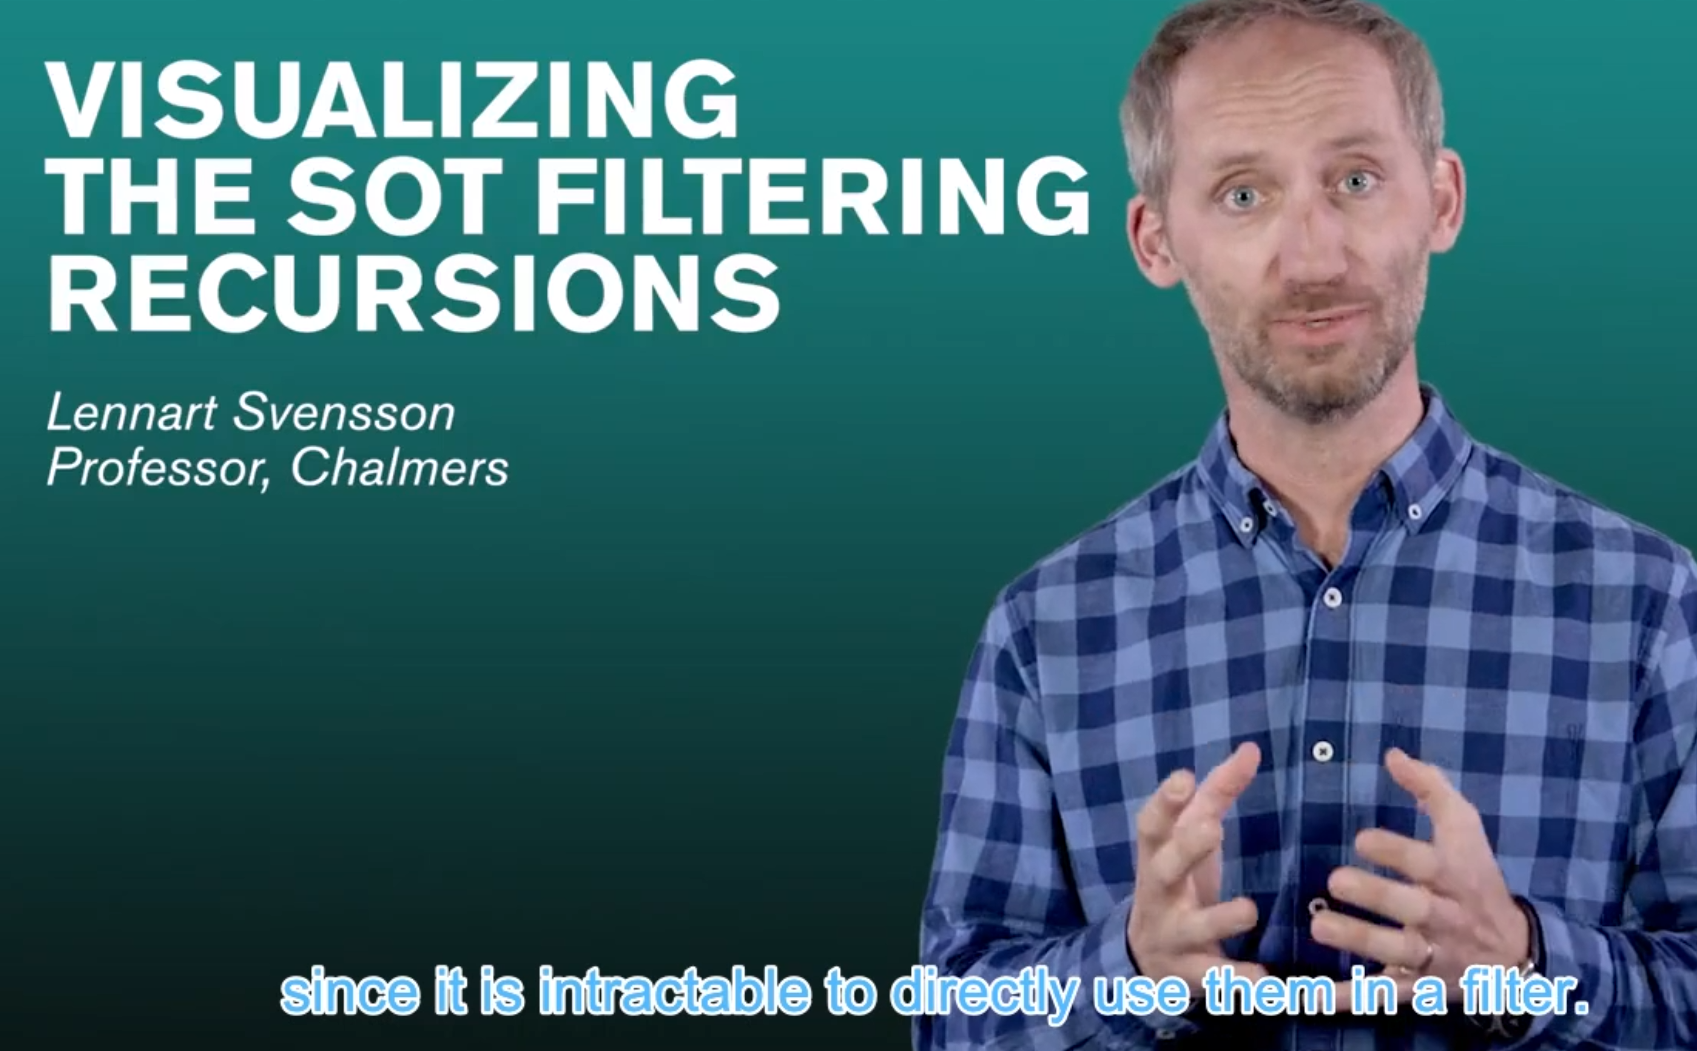 VISUALIZING
THE SOT FILTERING
RECURSIONS
Lennart Svensson
Professor, Chalmers
since it is intractable to directly use them in a filter.